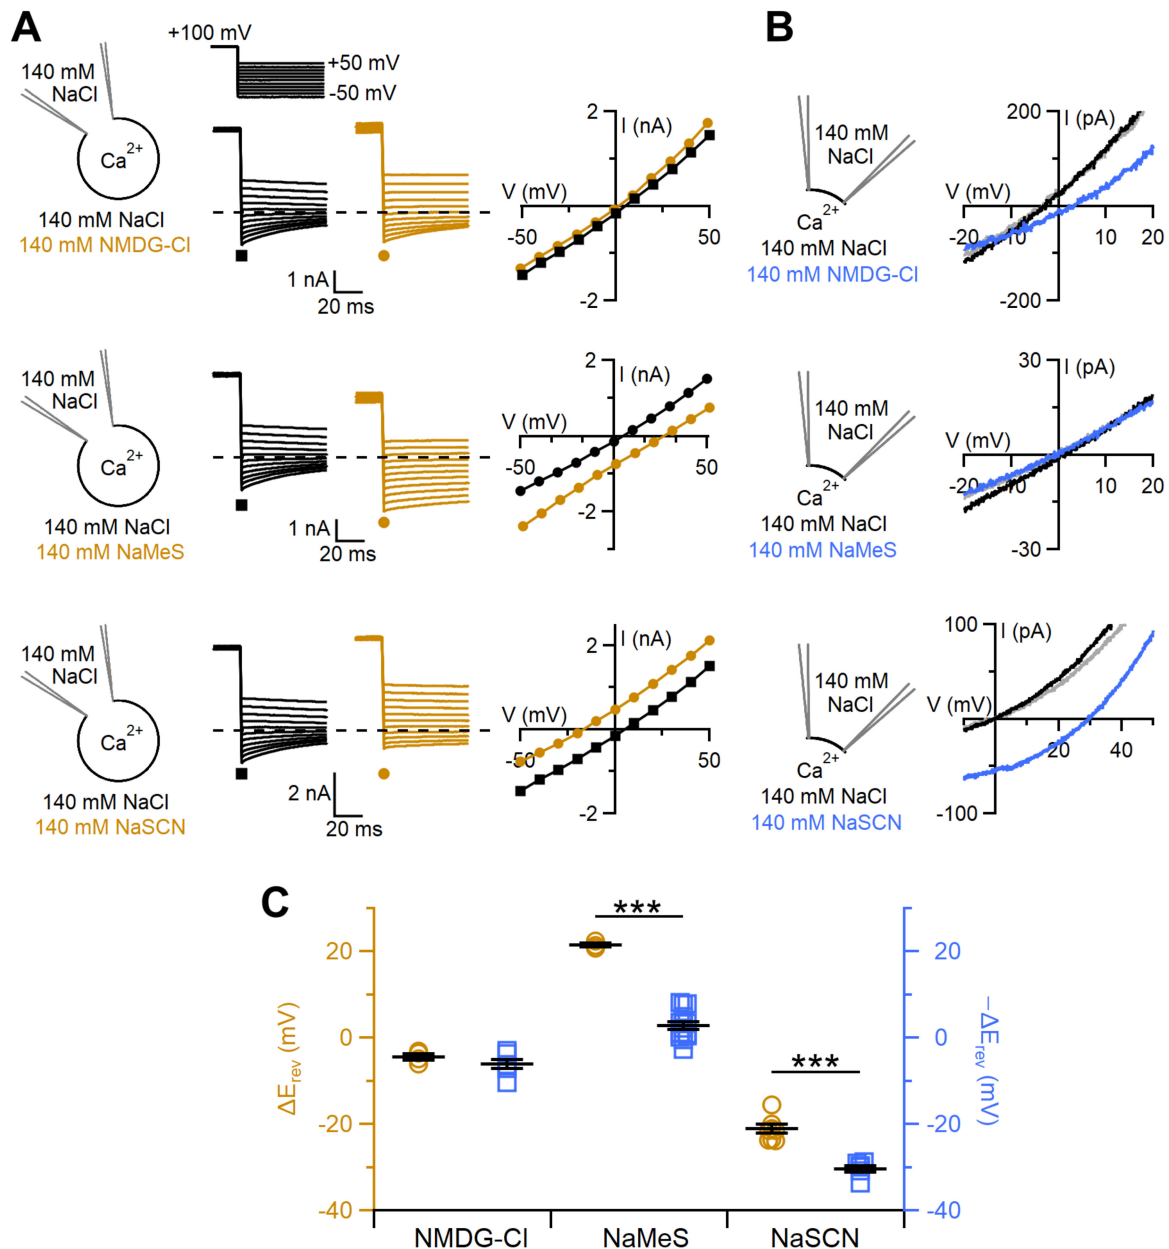 A
+100 mV
+50 mV
-50 mV
140 mM
NaCl
Ca2+
140 mM NaCl
140 mM NMDG-Cl
1 nA
20 ms
2
I (nA)
V (mV)
-50
50
-2
140 mM
NaCl
Ca2+
140 mM NaCl
140 mM NaMeS
1 nA
20 ms
2
I (nA)
V (mV)
-50
50
-2
140 mM
NaCl
Ca2+
140 mM NaCl
140 mM NaSCN
2 nA
20 ms
2
I (nA)
V (mV)
-50
50
-2
B
140 mM
NaCl
Ca2+
140 mM NaCl
140 mM NMDG-Cl
200
I (pA)
V (mV)
-20
-10
10
20
-200
140 mM
NaCl
Ca2+
140 mM NaCl
140 mM NaMeS
30
I (pA)
V (mV)
-20
-10
10
20
-30
140 mM
NaCl
Ca2+
140 mM NaCl
140 mM NaSCN
100
I (pA)
V (mV)
20
40
-100
C
ΔErev (mV)
20
0
-20
-40
***
***
20
0
-20
-40
−ΔErev (mV)
NMDG-Cl
NaMeS
NaSCN